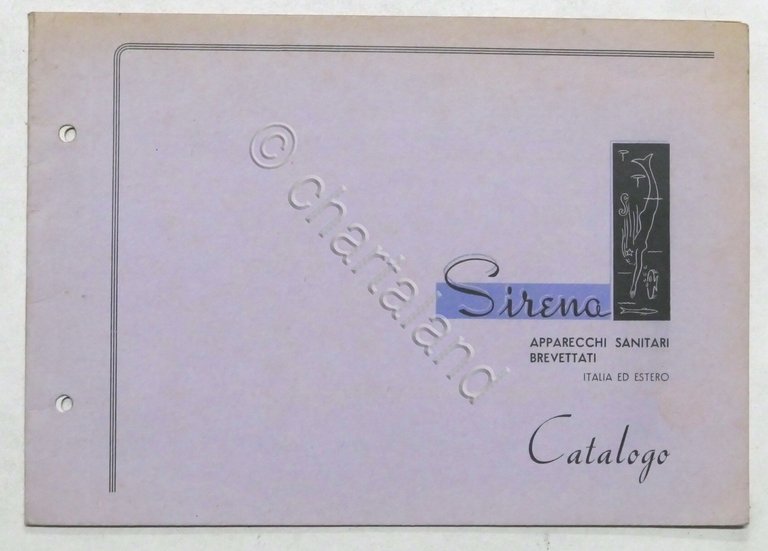 © chartaland
Sirena
APPARECCHI SANITARI
BREVETTATI
ITALIA ED ESTERO
Catalogo